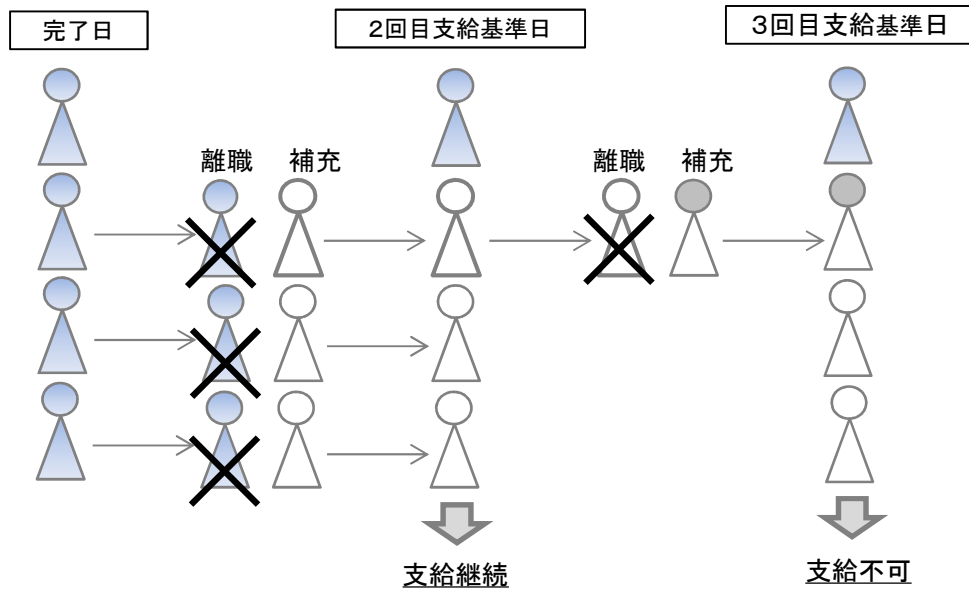 完了日
2回目支給基準日
3回目支給基準日
離職
補充
離職
補充
支給継続
支給不可